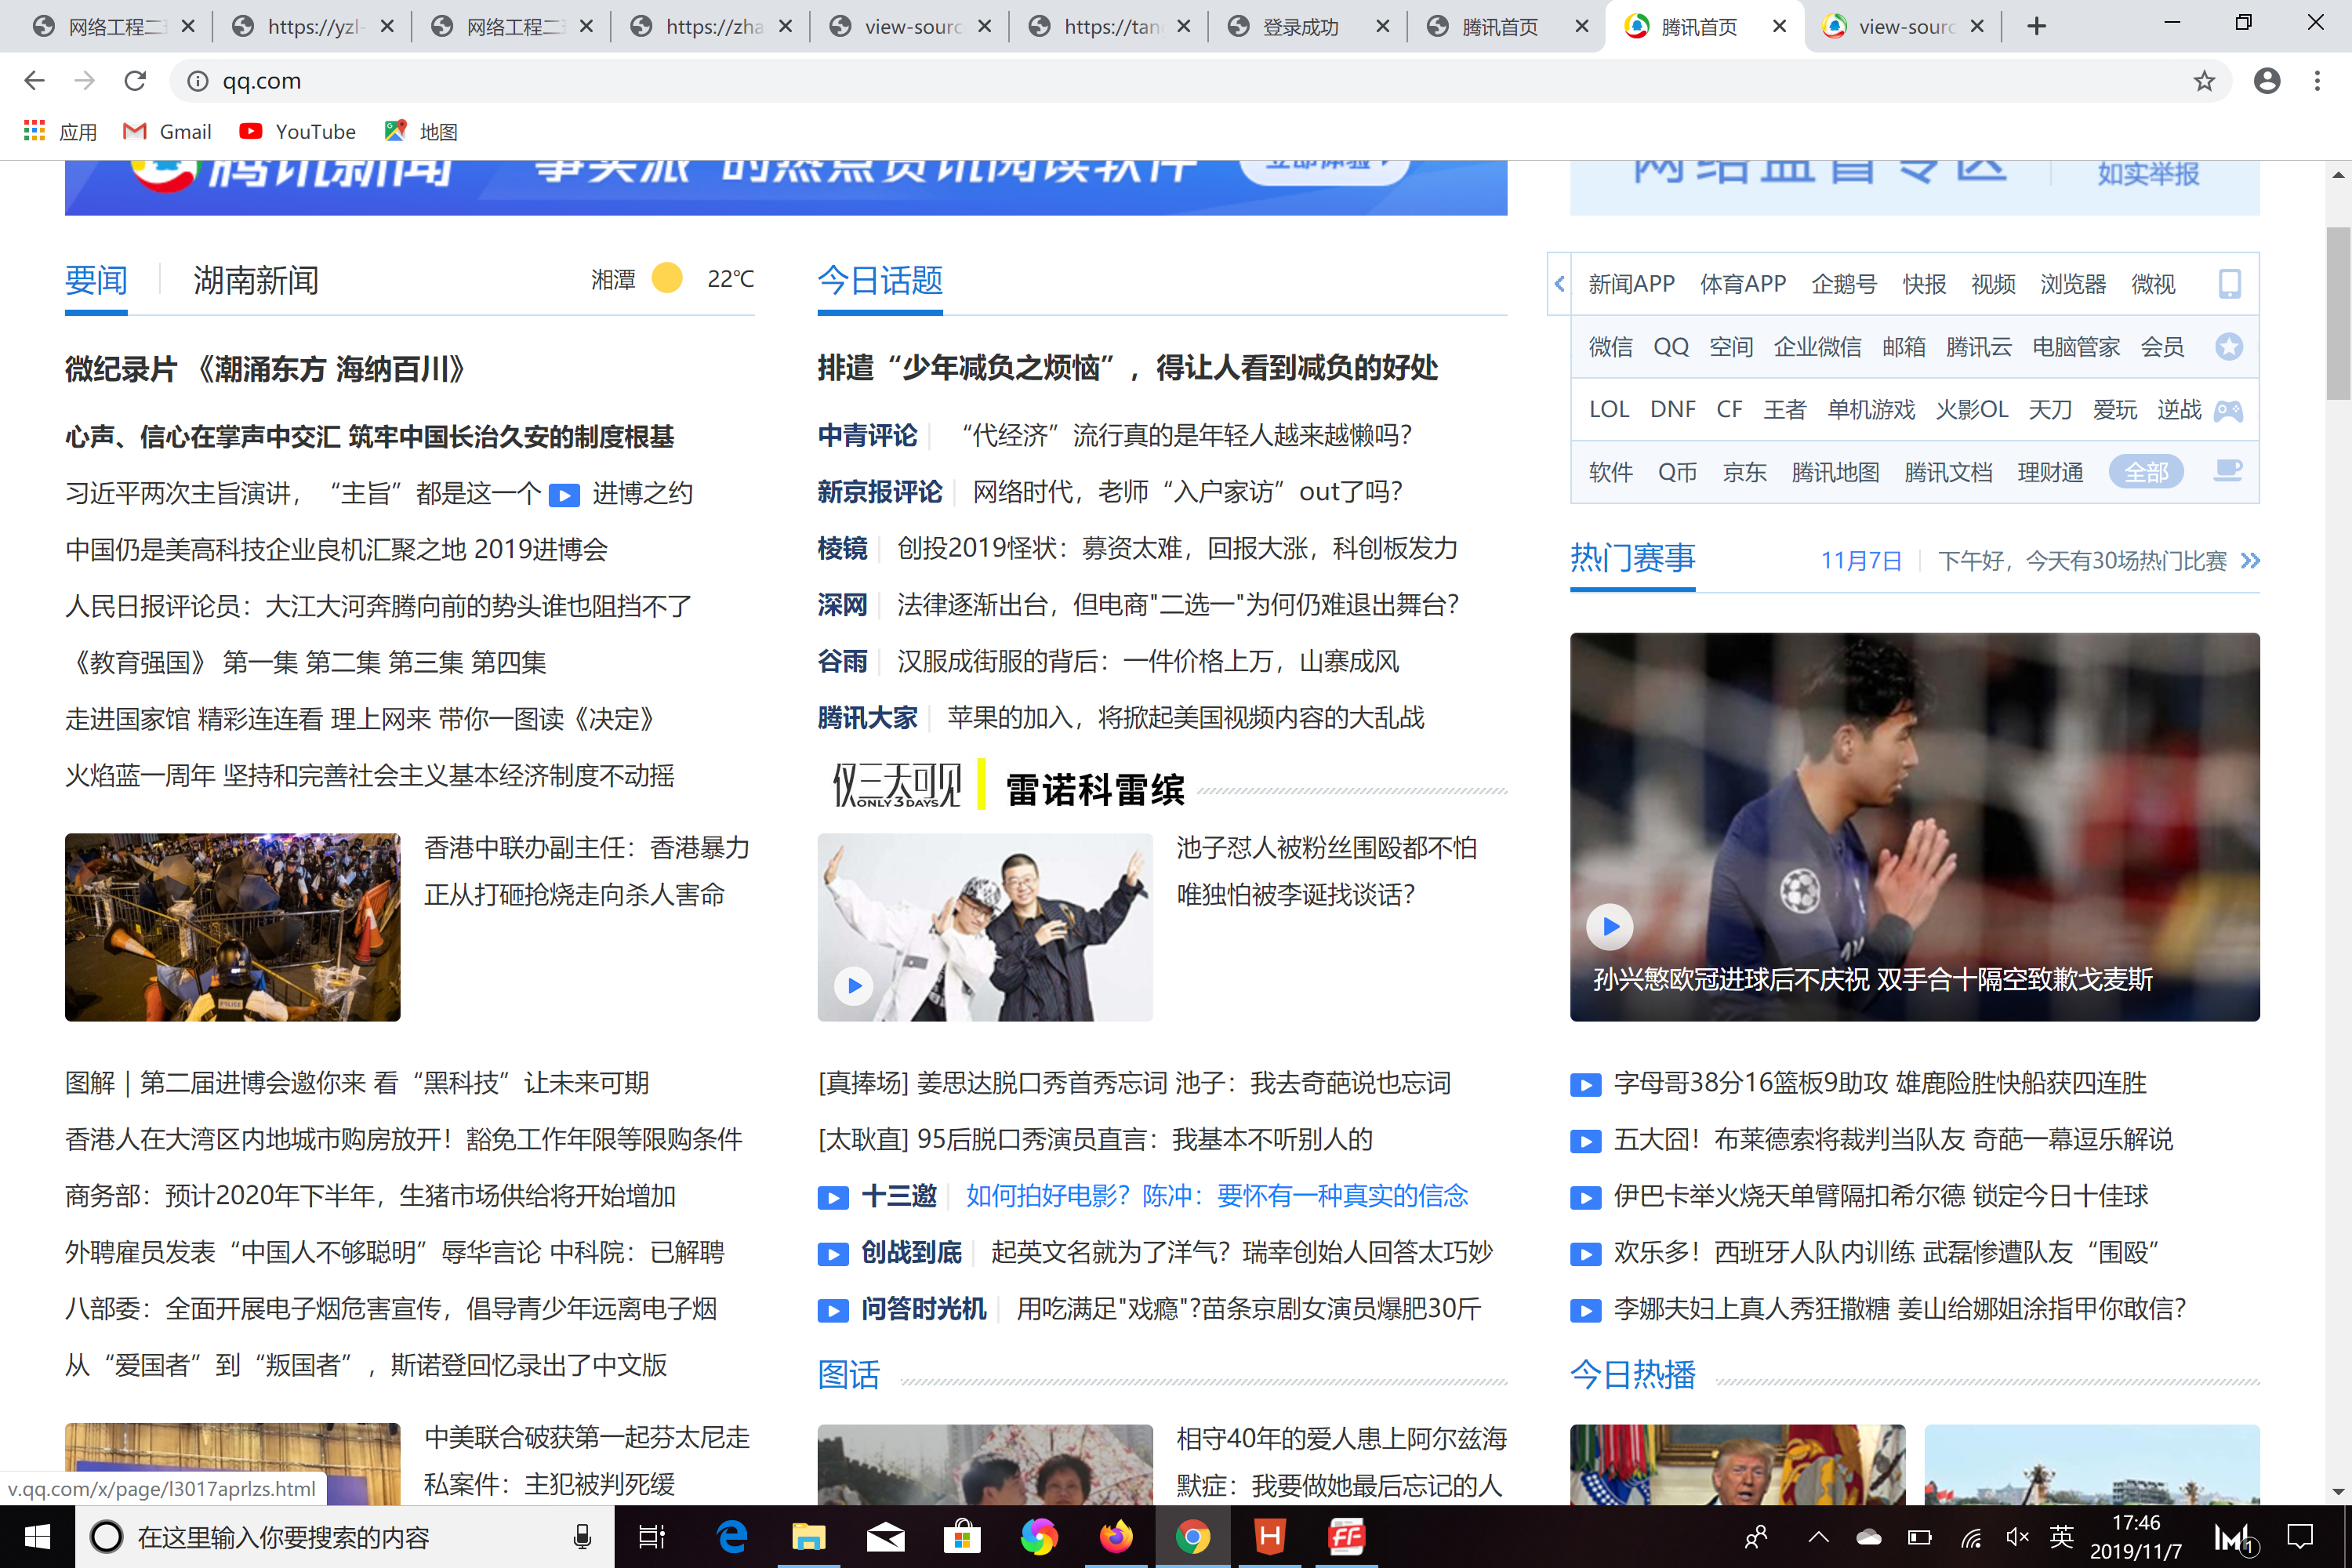 网络工程二
https://yzl-
网络工程二
https://zha
view-sourc
https://tan
登录成功
腾讯首页
腾讯首页
view-sourc
qq.com
应用
Gmail
YouTube
地图
腾讯新闻
"事实派"的热点资讯阅读软件
立即体验
网络监督专区
如实举报
要闻
湖南新闻
湘潭
22℃
微纪录片 《潮涌东方 海纳百川》
心声、信心在掌声中交汇 筑牢中国长治久安的制度根基
习近平两次主旨演讲，“主旨”都是这一个 进博之约
中国仍是美高科技企业良机汇聚之地 2019进博会
人民日报评论员：大江大河奔腾向前的势头谁也阻挡不了
《教育强国》 第一集 第二集 第三集 第四集
走进国家馆 精彩连连看 理上网来 带你一图读《决定》
火焰蓝一周年 坚持和完善社会主义基本经济制度不动摇
香港中联办副主任：香港暴力
正从打砸抢烧走向杀人害命
POLICE
图解 | 第二届进博会邀你来 看“黑科技”让未来可期
香港人在大湾区内地城市购房放开！豁免工作年限等限购条件
商务部：预计2020年下半年，生猪市场供给将开始增加
外聘雇员发表“中国人不够聪明”辱华言论 中科院：已解聘
八部委：全面开展电子烟危害宣传，倡导青少年远离电子烟
从“爱国者”到“叛国者”，斯诺登回忆录出了中文版
中美联合破获第一起芬太尼走
私案件：主犯被判死缓
今日话题
排遣“少年减负之烦恼”，得让人看到减负的好处
中青评论 “代经济”流行真的是年轻人越来越懒吗？
新京报评论 网络时代，老师“入户家访”out了吗？
棱镜 创投2019怪状：募资太难，回报大涨，科创板发力
深网 法律逐渐出台，但电商"二选一"为何仍难退出舞台？
谷雨 汉服成街服的背后：一件价格上万，山寨成风
腾讯大家 苹果的加入，将掀起美国视频内容的大乱战
仅三天可见
ONLY 3 DAYS
雷诺科雷缤
池子怼人被粉丝围殴都不怕
唯独怕被李诞找谈话？
[真捧场] 姜思达脱口秀首秀忘词 池子：我去奇葩说也忘词
[太耿直] 95后脱口秀演员直言：我基本不听别人的
十三邀 如何拍好电影？陈冲：要怀有一种真实的信念
创战到底 起英文名就为了洋气？瑞幸创始人回答太巧妙
问答时光机 用吃满足"戏瘾"?苗条京剧女演员爆肥30斤
图话
相守40年的爱人患上阿尔兹海
默症：我要做她最后忘记的人
新闻APP 体育APP 企鹅号 快报 视频 浏览器 微视
微信 QQ 空间 企业微信 邮箱 腾讯云 电脑管家 会员
LOL DNF CF 王者 单机游戏 火影OL 天刀 爱玩 逆战
软件 Q币 京东 腾讯地图 腾讯文档 理财通 全部
热门赛事
11月7日
下午好，今天有30场热门比赛
孙兴慜欧冠进球后不庆祝 双手合十隔空致歉戈麦斯
字母哥38分16篮板9助攻 雄鹿险胜快船获四连胜
五大囧！布莱德索将裁判当队友 奇葩一幕逗乐解说
伊巴卡举火烧天单臂隔扣希尔德 锁定今日十佳球
欢乐多！西班牙人队内训练 武磊惨遭队友“围殴”
李娜夫妇上真人秀狂撒糖 姜山给娜姐涂指甲你敢信？
今日热播
v.qq.com/x/page/l3017aprlzs.html
在这里输入你要搜索的内容
英
17:46
2019/11/7
1